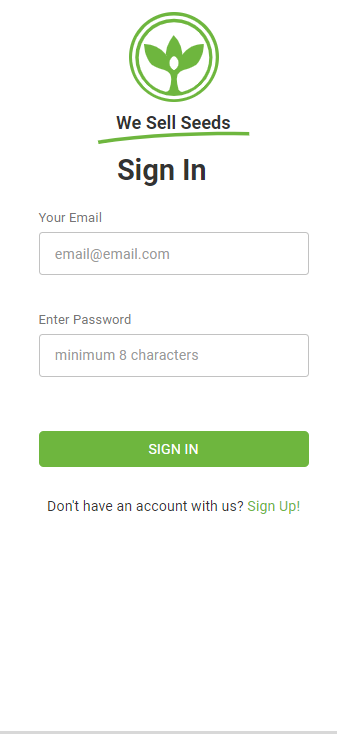 We Sell Seeds
Sign In
Your Email
email@email.com
Enter Password
minimum 8 characters
SIGN IN
Don't have an account with us? Sign Up!